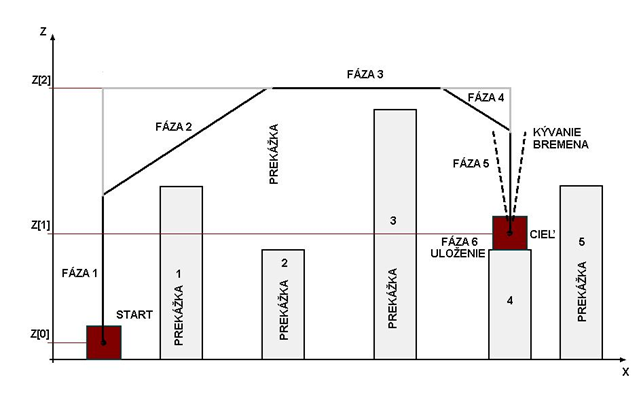 Z
Z[2]
FÁZA 3
FÁZA 4
FÁZA 2
PREKÁŽKA
KÝVANIE
BREMENA
FÁZA 5
3
Z[1]
CIEĽ
FÁZA 6
ULOŽENIE
5
PREKÁŽKA
FÁZA 1
1
PREKÁŽKA
2
PREKÁŽKA
PREKÁŽKA
4
START
Z[0]
X